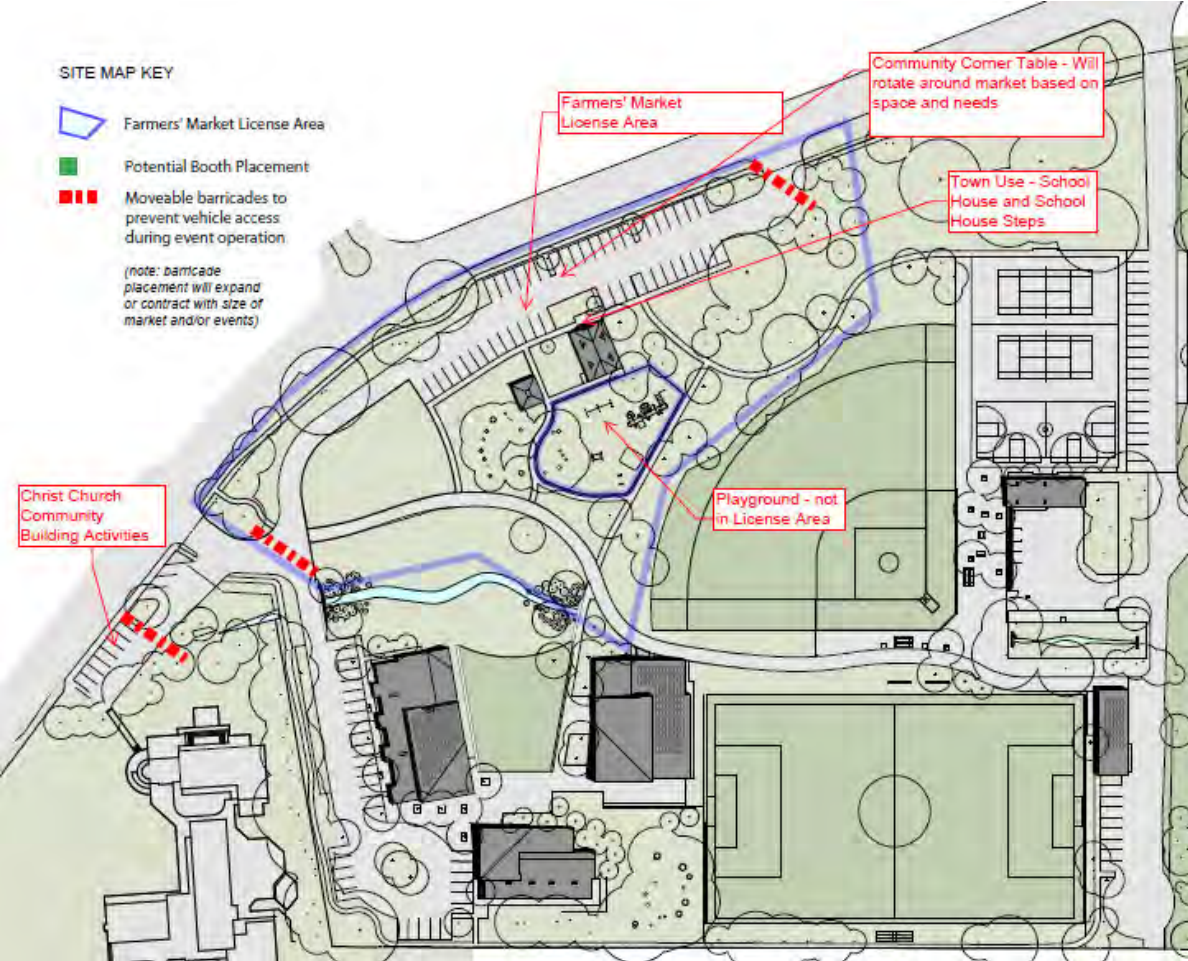 SITE MAP KEY
Farmers' Market License Area
Potential Booth Placement
Moveable barricades to
prevent vehicle access
during event operation
(note: barricade
placement will expand
or contract with size of
market and/or events)
Farmers' Market
License Area
Community Corner Table - Will
rotate around market based on
space and needs
Town Use - School
House and School
House Steps
Christ Church
Community
Building Activities
Playground - not
in License Area